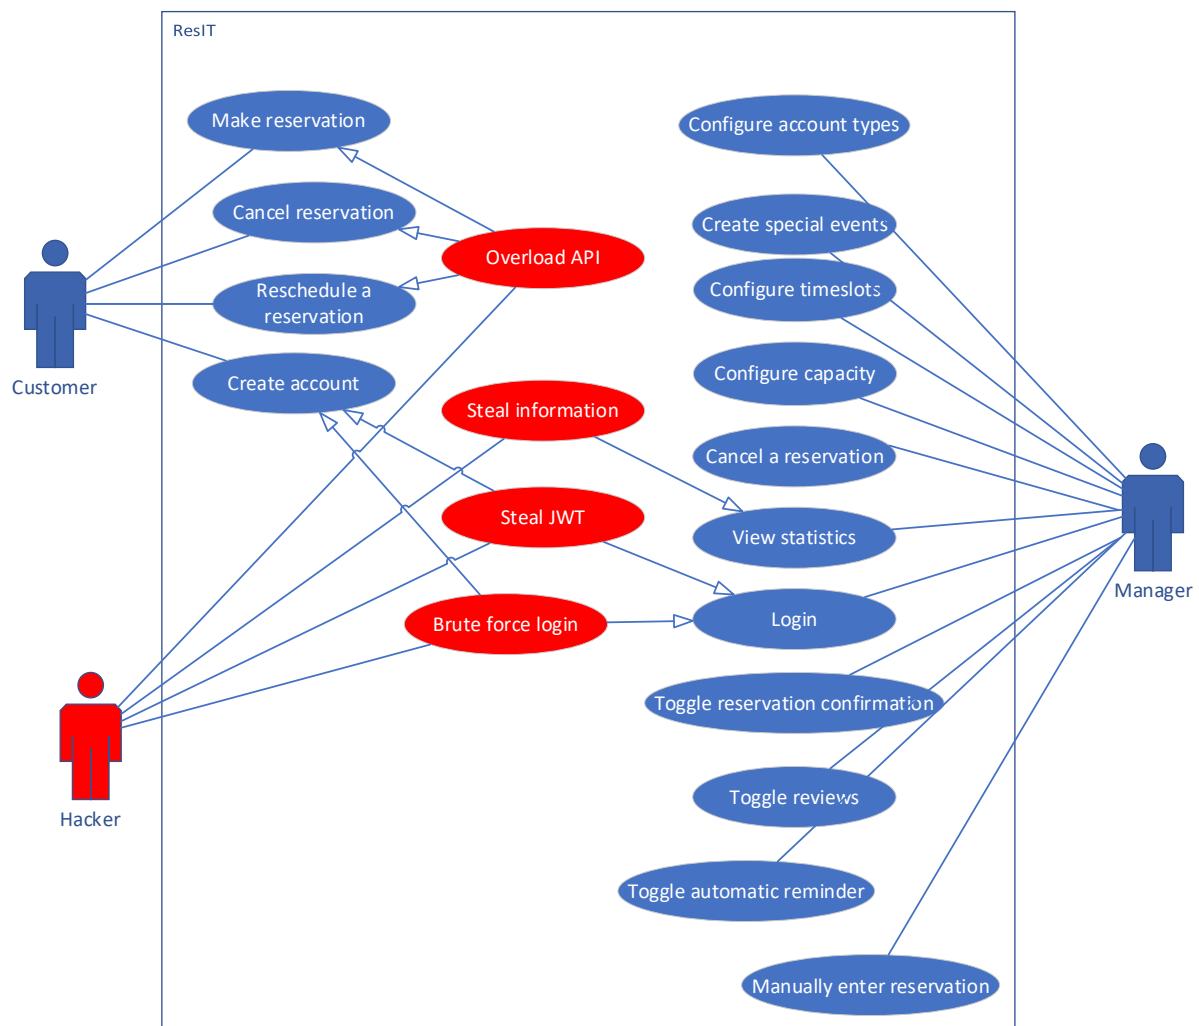 ResIT
Make reservation
Configure account types
Cancel reservation
Create special events
Overload API
Reschedule a
reservation
Configure timeslots
Customer
Create account
Configure capacity
Steal information
Cancel a reservation
Steal JWT
View statistics
Manager
Brute force login
Login
Toggle reservation confirmation
Hacker
Toggle reviews
Toggle automatic reminder
Manually enter reservation